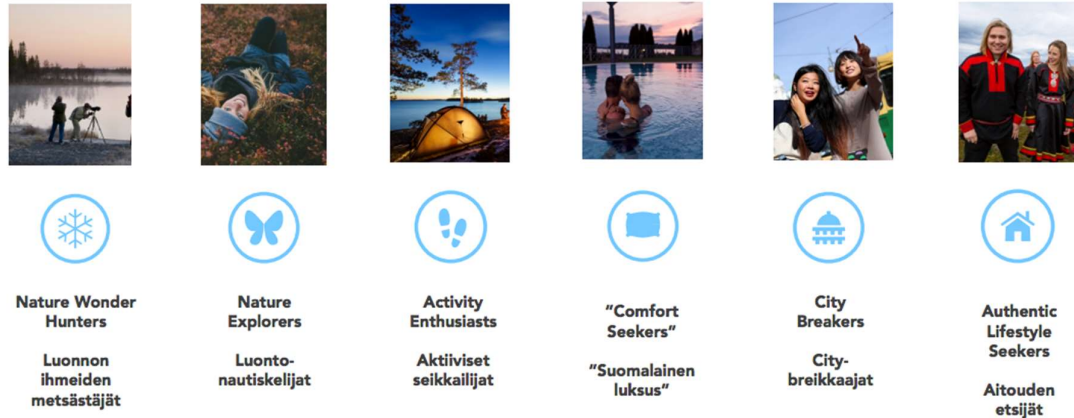 Nature Wonder
Hunters
Luonnon
ihmeiden
metsästäjät
Nature
Explorers
Luonto-
nautiskelijat
Activity
Enthusiasts
Aktiiviset
seikkailijat
"Comfort
Seekers"
"Suomalainen
luksus"
City
Breakers
City-
breikkaajat
Authentic
Lifestyle
Seekers
Aitouden
etsijät